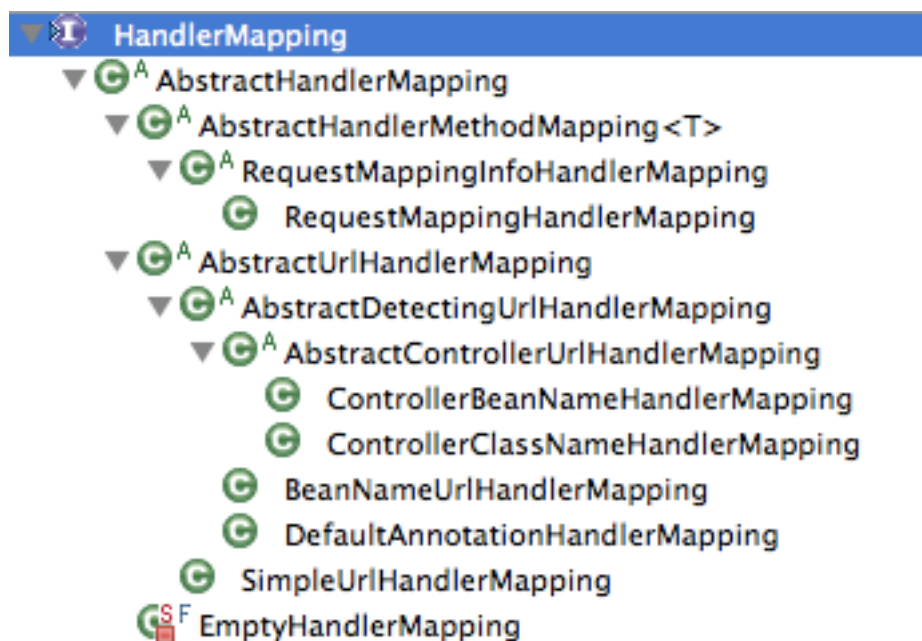 I HandlerMapping
C A AbstractHandlerMapping
C A AbstractHandlerMethodMapping<T>
C A RequestMappingInfoHandlerMapping
C RequestMappingHandlerMapping
C A AbstractUrlHandlerMapping
C A AbstractDetectingUrlHandlerMapping
C A AbstractControllerUrlHandlerMapping
C ControllerBeanNameHandlerMapping
C ControllerClassNameHandlerMapping
C BeanNameUrlHandlerMapping
C DefaultAnnotationHandlerMapping
C SimpleUrlHandlerMapping
C S F EmptyHandlerMapping